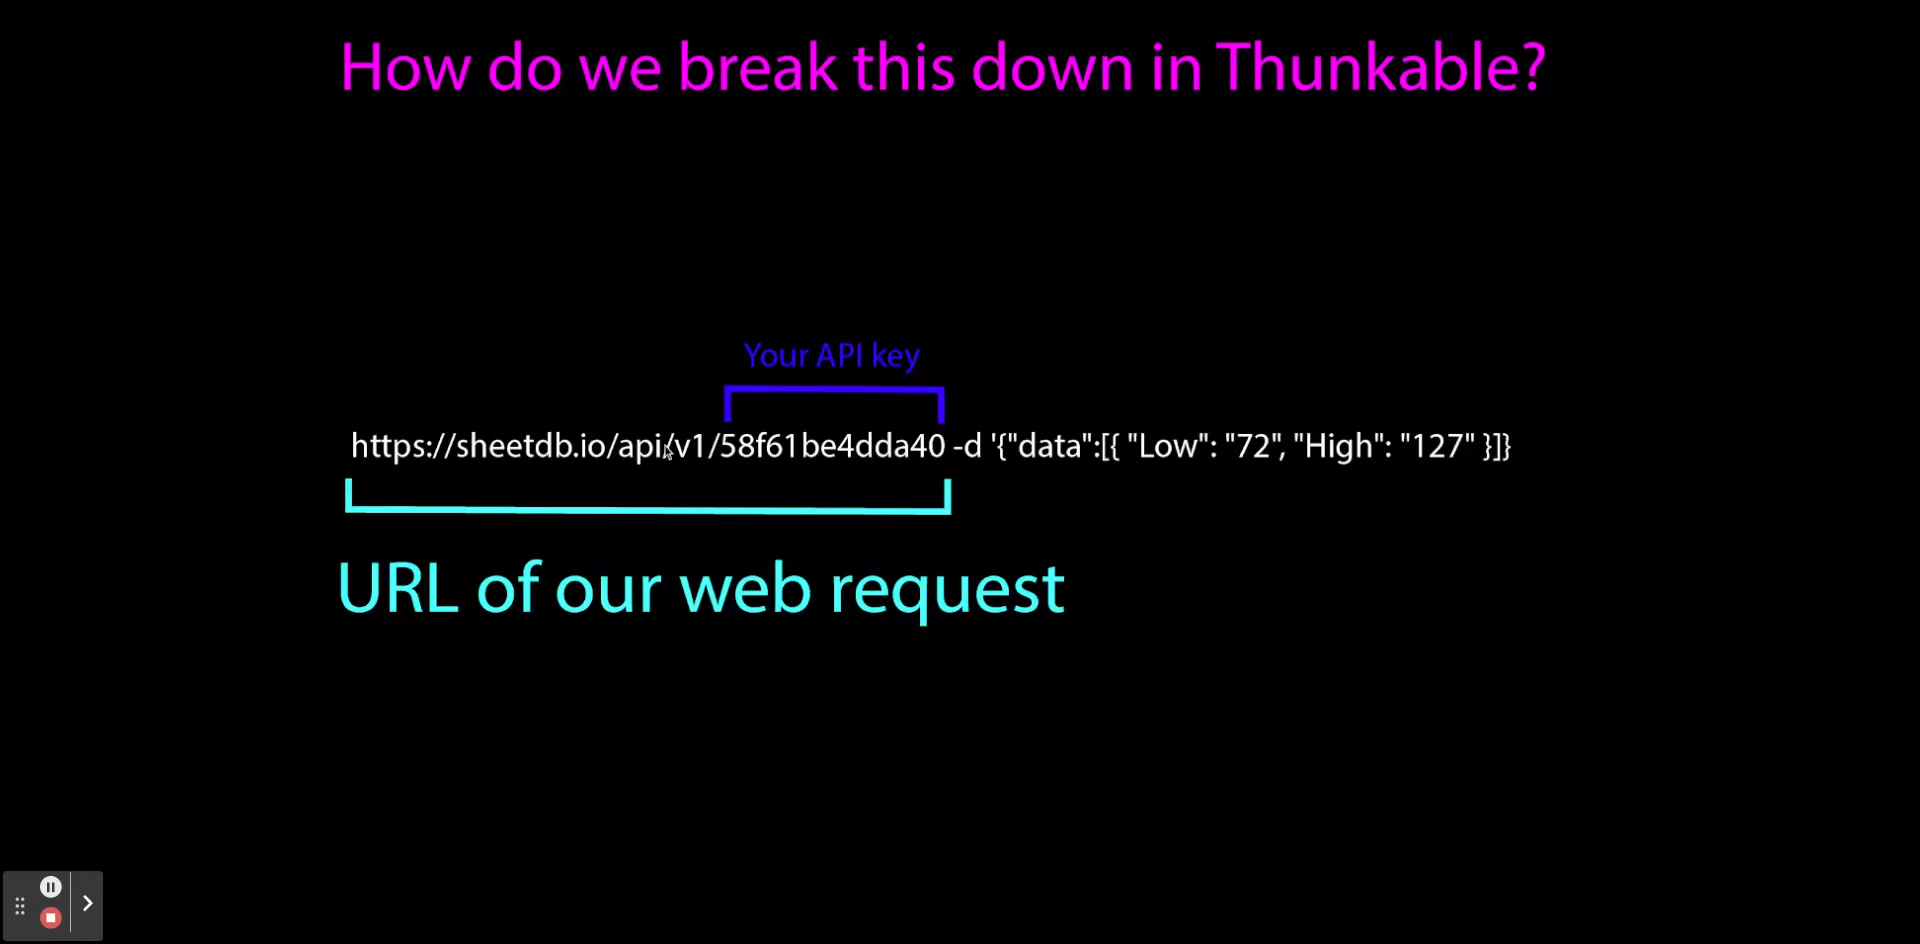 How do we break this down in Thunkable?
Your API key
https://sheetdb.io/api/v1/58f61be4dda40 -d '{"data":[{ "Low": "72", "High": "127" }]}
URL of our web request